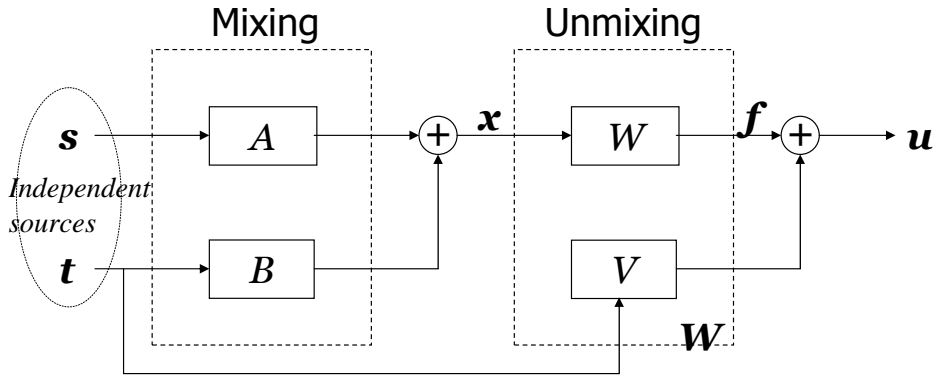 Mixing
Unmixing
s
A
+
x
W
f
+
u
Independent
sources
t
B
V
W